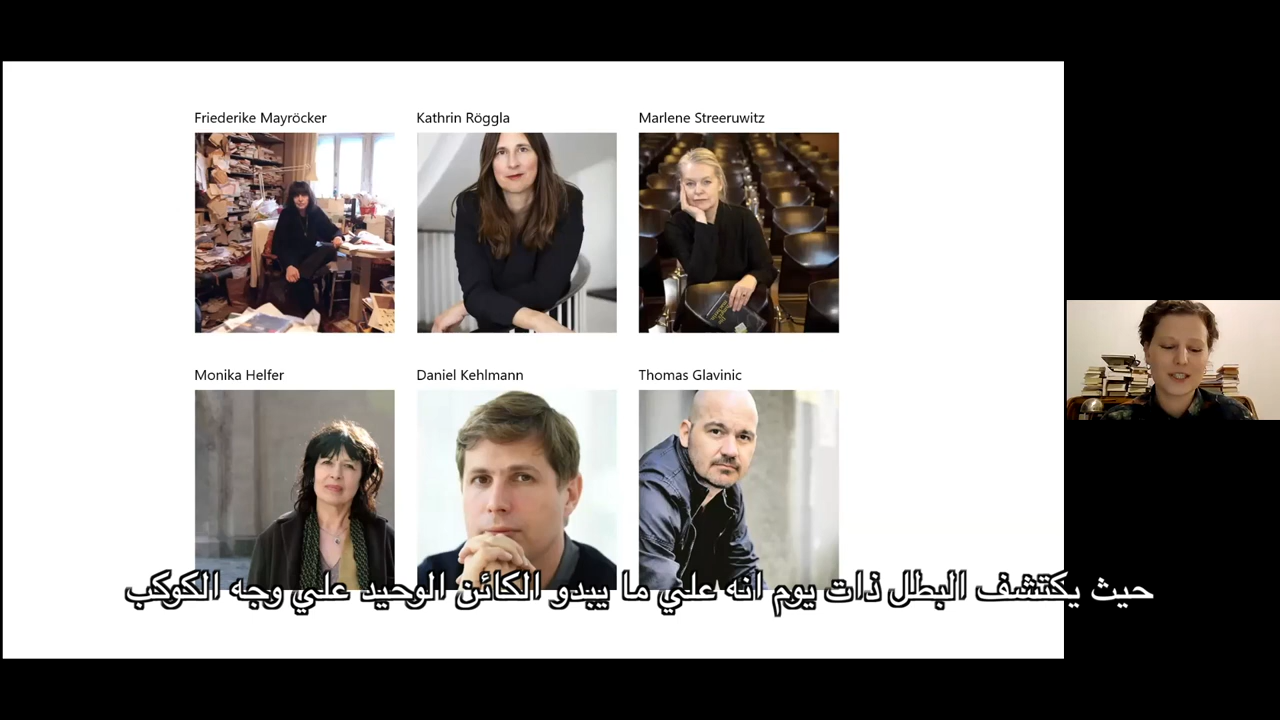 Friederike Mayröcker
Kathrin Röggla
Marlene Streeruwitz
Monika Helfer
Daniel Kehlmann
Thomas Glavinic
حيث يكتشف البطل ذات يوم انه علي ما يبدو الكائن الوحيد علي وجه الكوكب